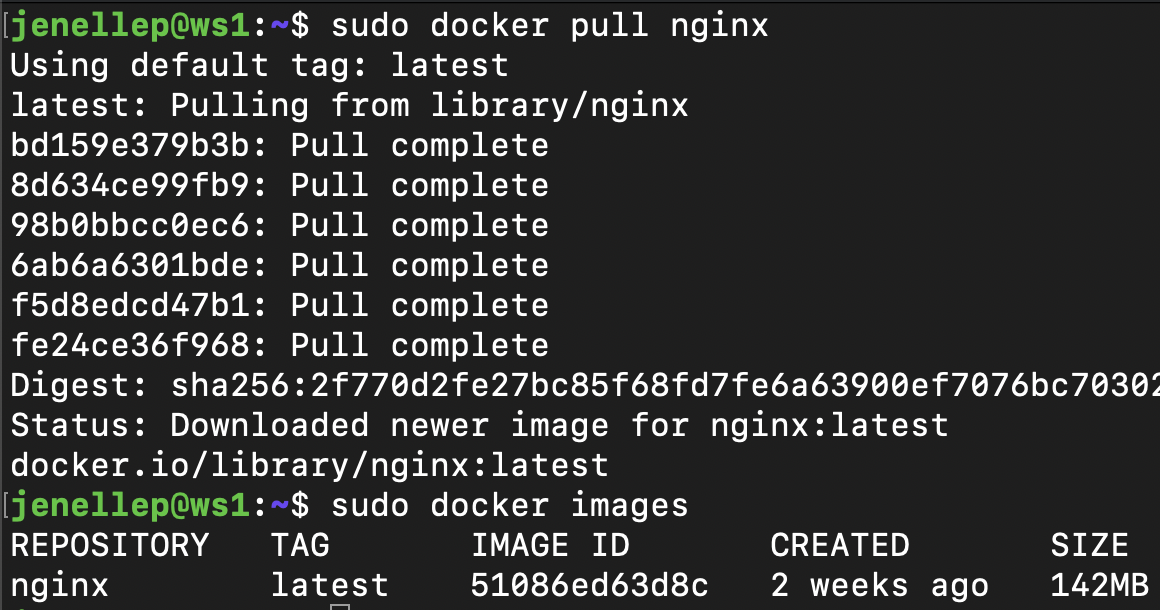 [jenellep@ws1:~$ sudo docker pull nginx
Using default tag: latest
latest: Pulling from library/nginx
bd159e379b3b: Pull complete
8d634ce99fb9: Pull complete
98b0bbcc0ec6: Pull complete
6ab6a6301bde: Pull complete
f5d8edcd47b1: Pull complete
fe24ce36f968: Pull complete
Digest: sha256:2f770d2fe27bc85f68fd7fe6a63900ef7076bc70302
Status: Downloaded newer image for nginx:latest
docker.io/library/nginx:latest
[jenellep@ws1:~$ sudo docker images
REPOSITORY   TAG       IMAGE ID       CREATED       SIZE
nginx        latest    51086ed63d8c   2 weeks ago   142MB